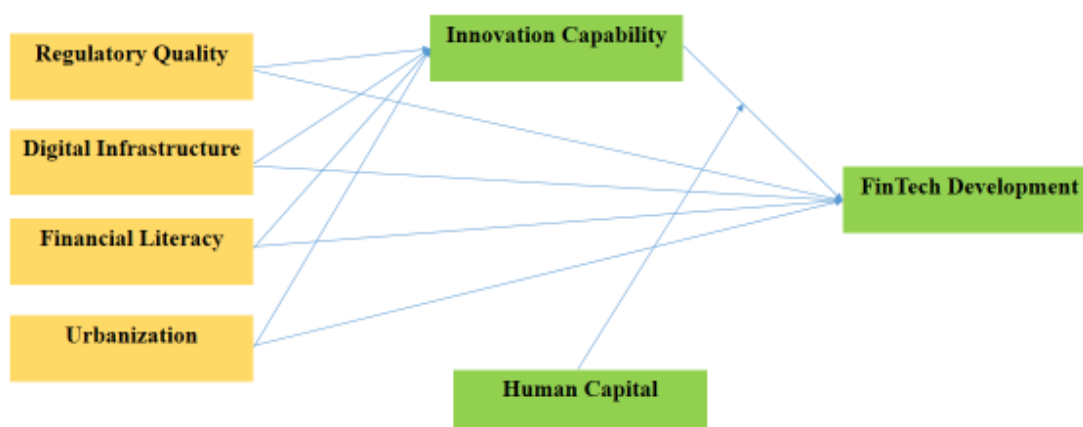 Regulatory Quality
Digital Infrastructure
Financial Literacy
Urbanization
Innovation Capability
Human Capital
FinTech Development